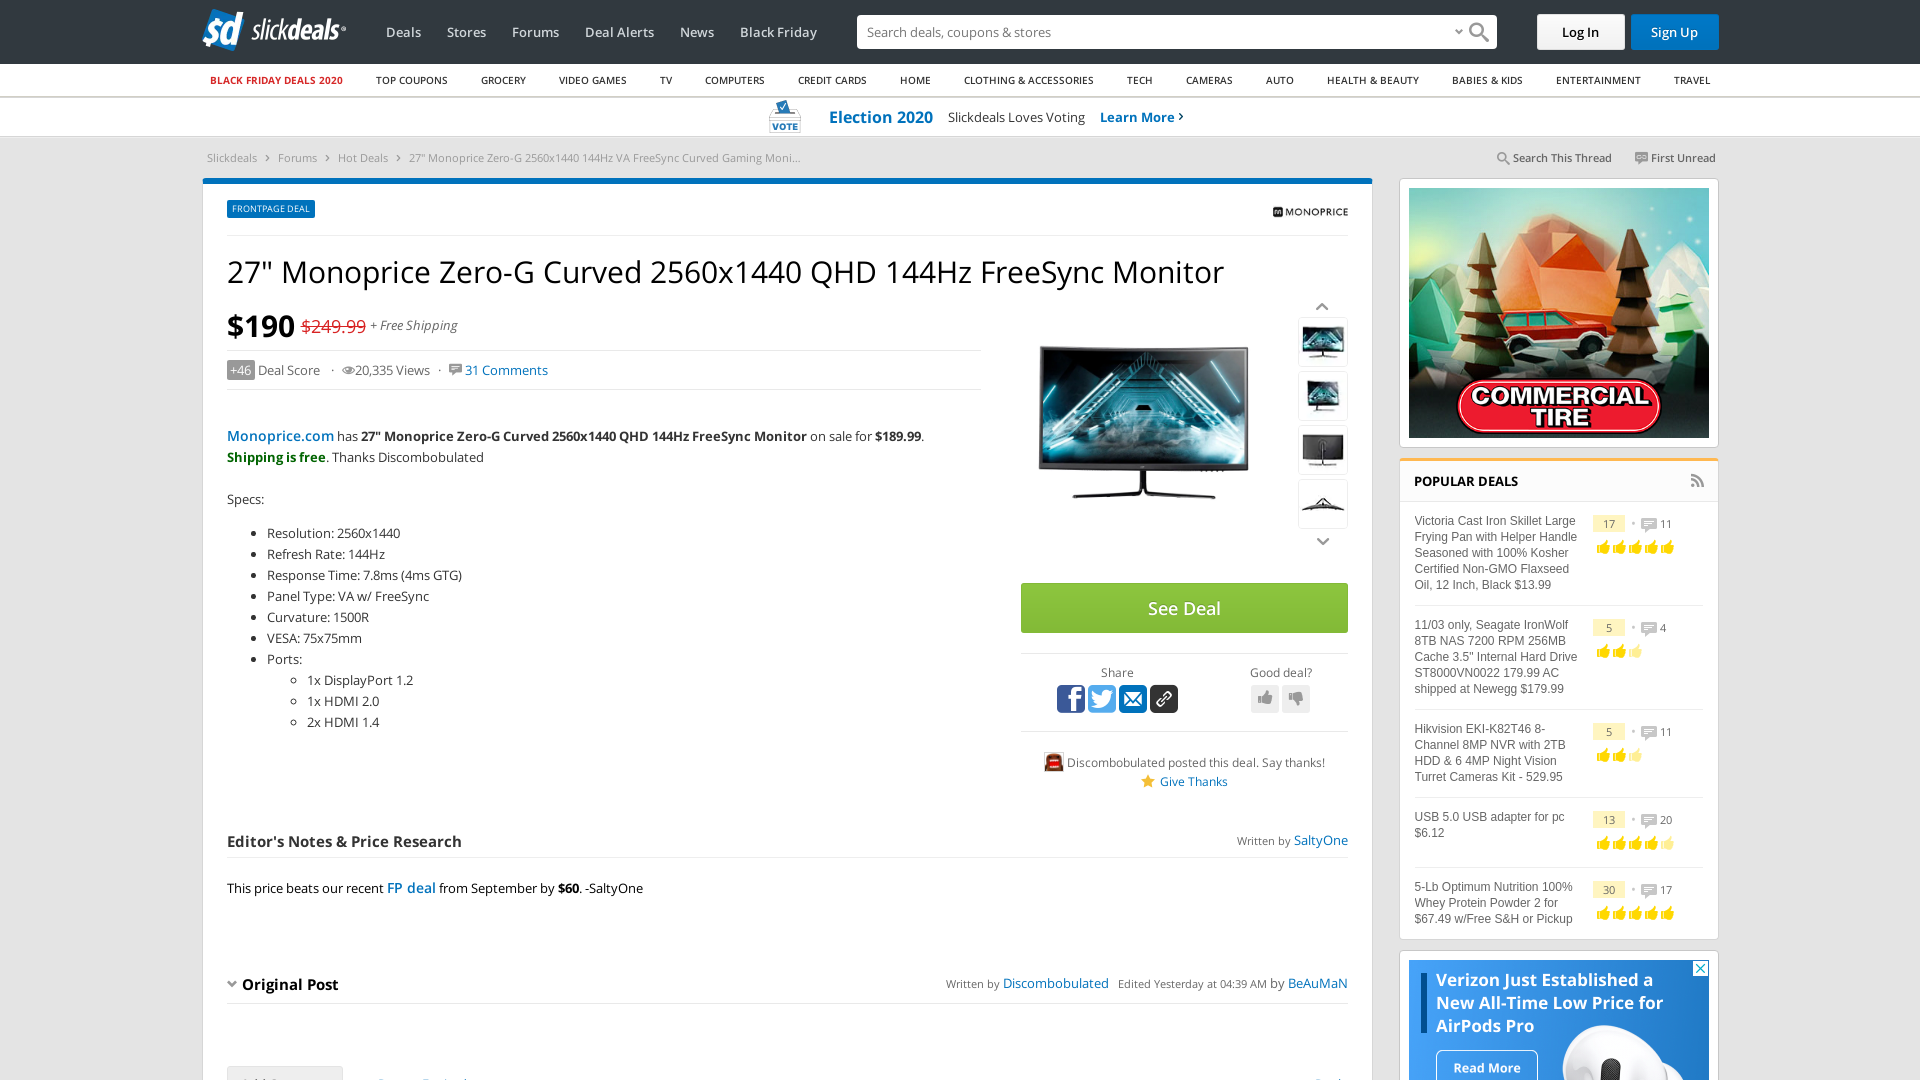 slickdeals
Deals
Stores
Forums
Deal Alerts
News
Black Friday
Search deals, coupons & stores
Log In
Sign Up
BLACK FRIDAY DEALS 2020
TOP COUPONS
GROCERY
VIDEO GAMES
TV
COMPUTERS
CREDIT CARDS
HOME
CLOTHING & ACCESSORIES
TECH
CAMERAS
AUTO
HEALTH & BEAUTY
BABIES & KIDS
ENTERTAINMENT
TRAVEL
VOTE
Election 2020 Slickdeals Loves Voting Learn More
Slickdeals › Forums › Hot Deals › 27" Monoprice Zero-G 2560x1440 144Hz VA FreeSync Curved Gaming Moni...
Search This Thread
First Unread
FRONTPAGE DEAL
MONOPRICE
27" Monoprice Zero-G Curved 2560x1440 QHD 144Hz FreeSync Monitor
$190 $249.99 + Free Shipping
+46 Deal Score · 20,335 Views · 31 Comments
Monoprice.com has 27" Monoprice Zero-G Curved 2560x1440 QHD 144Hz FreeSync Monitor on sale for $189.99.
Shipping is free. Thanks Discombobulated
Specs:
• Resolution: 2560x1440
• Refresh Rate: 144Hz
• Response Time: 7.8ms (4ms GTG)
• Panel Type: VA w/ FreeSync
• Curvature: 1500R
• VESA: 75x75mm
• Ports:
◦ 1x DisplayPort 1.2
◦ 1x HDMI 2.0
◦ 2x HDMI 1.4
See Deal
Share
Good deal?
Discombobulated posted this deal. Say thanks!
Give Thanks
Editor's Notes & Price Research
Written by SaltyOne
This price beats our recent FP deal from September by $60. -SaltyOne
Original Post
Written by Discombobulated Edited Yesterday at 04:39 AM by BeAuMaN
COMMERCIAL
TIRE
POPULAR DEALS
Victoria Cast Iron Skillet Large
Frying Pan with Helper Handle
Seasoned with 100% Kosher
Certified Non-GMO Flaxseed
Oil, 12 Inch, Black $13.99
17 • 11
11/03 only, Seagate IronWolf
8TB NAS 7200 RPM 256MB
Cache 3.5" Internal Hard Drive
ST8000VN0022 179.99 AC
shipped at Newegg $179.99
5 • 4
Hikvision EKI-K82T46 8-
Channel 8MP NVR with 2TB
HDD & 6 4MP Night Vision
Turret Cameras Kit - 529.95
5 • 11
USB 5.0 USB adapter for pc
$6.12
13 • 20
5-Lb Optimum Nutrition 100%
Whey Protein Powder 2 for
$67.49 w/Free S&H or Pickup
30 • 17
Verizon Just Established a
New All-Time Low Price for
AirPods Pro
Read More